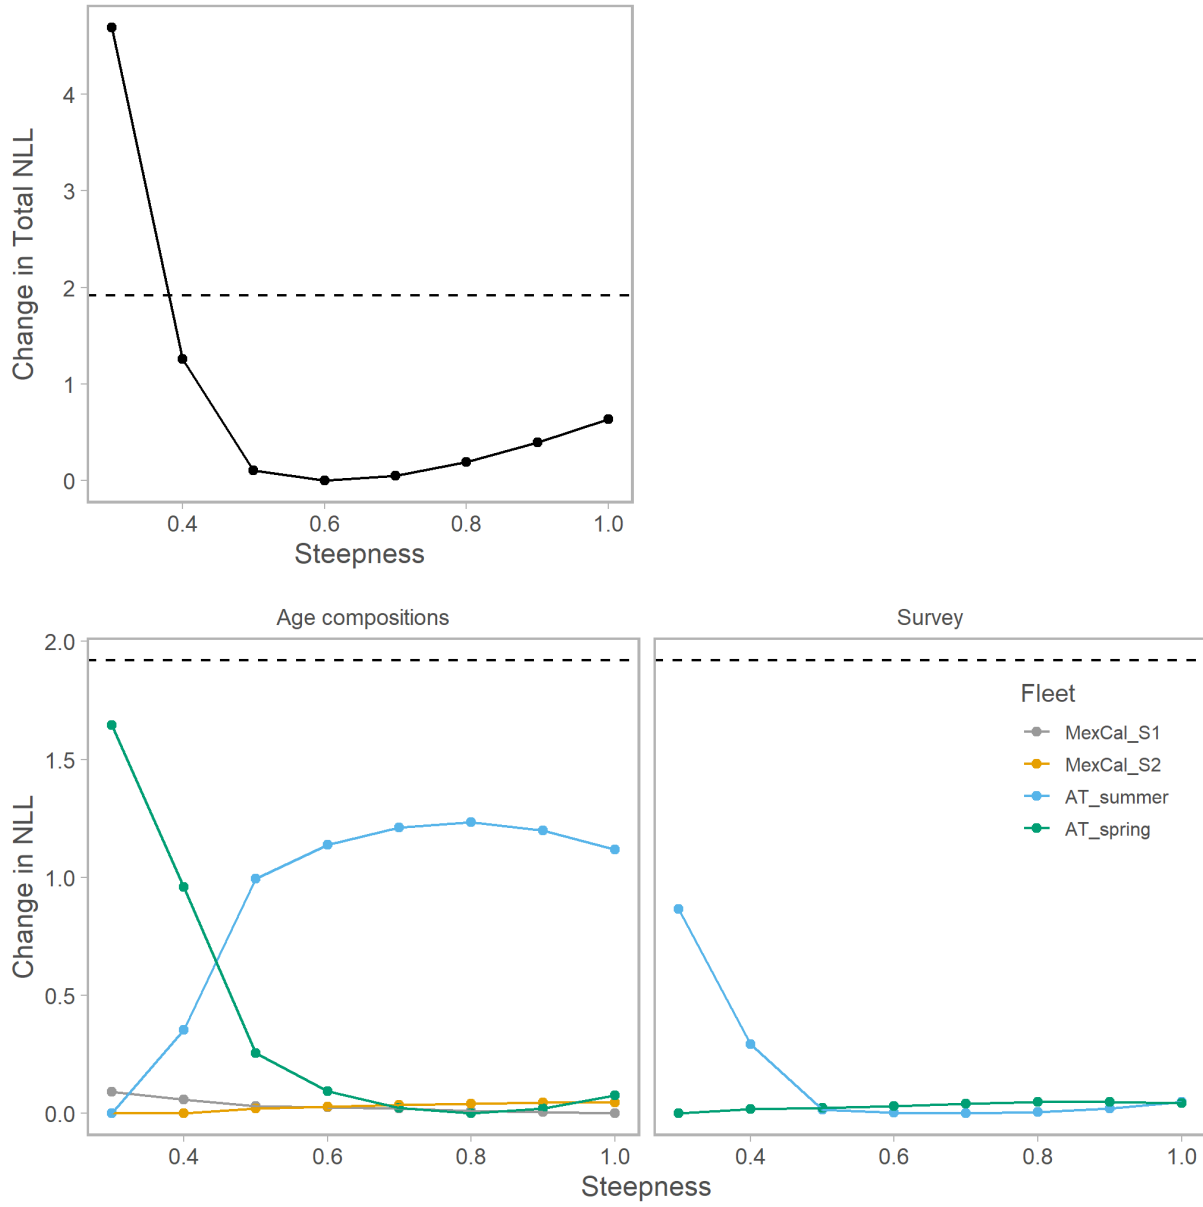 Change in Total NLL
4
3
2
1
0
0.4 0.6 0.8 1.0
Steepness
Age compositions
Survey
Change in NLL
2.0
1.5
1.0
0.5
0.0
Fleet
MexCal_S1
MexCal_S2
AT_summer
AT_spring
0.4 0.6 0.8 1.0
0.4 0.6 0.8 1.0
Steepness